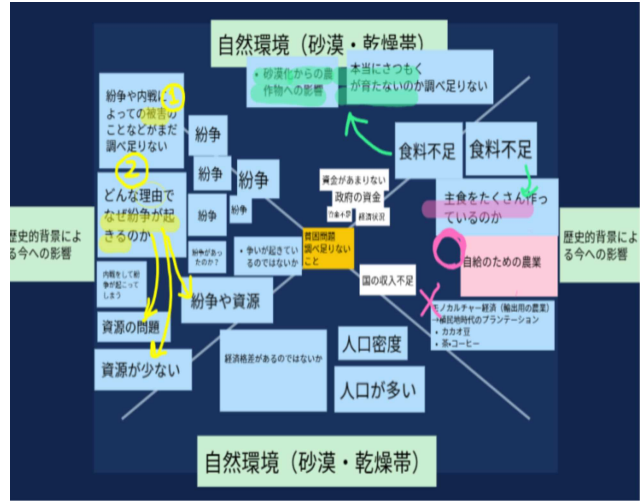 自然環境（砂漠・乾燥帯）
・砂漠化からの農
作物への影響
本当にさつもく
が育たないのか調べ足りない
①
紛争や内戦に
よっての被害の
ことなどがまだ
調べ足りない
紛争
紛争
紛争
紛争
紛争
食料不足
食料不足
②
どんな理由で
なぜ紛争が起
きるのか
資金があまりない
政府の資金
経済状況
主食をたくさん作っ
ているのか
歴史的背景によ
る今への影響
紛争があっ
たのか？
・争いが起きてい
るのではないか
貧困問題
調べ足りない
こと
国の収入不足
自給のための農業
歴史的背景によ
る今への影響
内戦をして紛
争が起こって
しまう
紛争や資源
モノカルチャー経済（輸出用の農業）
→植民地時代のプランテーション
・カカオ豆
・茶・コーヒー
資源の問題
資源が少ない
経済格差があるのではないか
人口密度
人口が多い
自然環境（砂漠・乾燥帯）